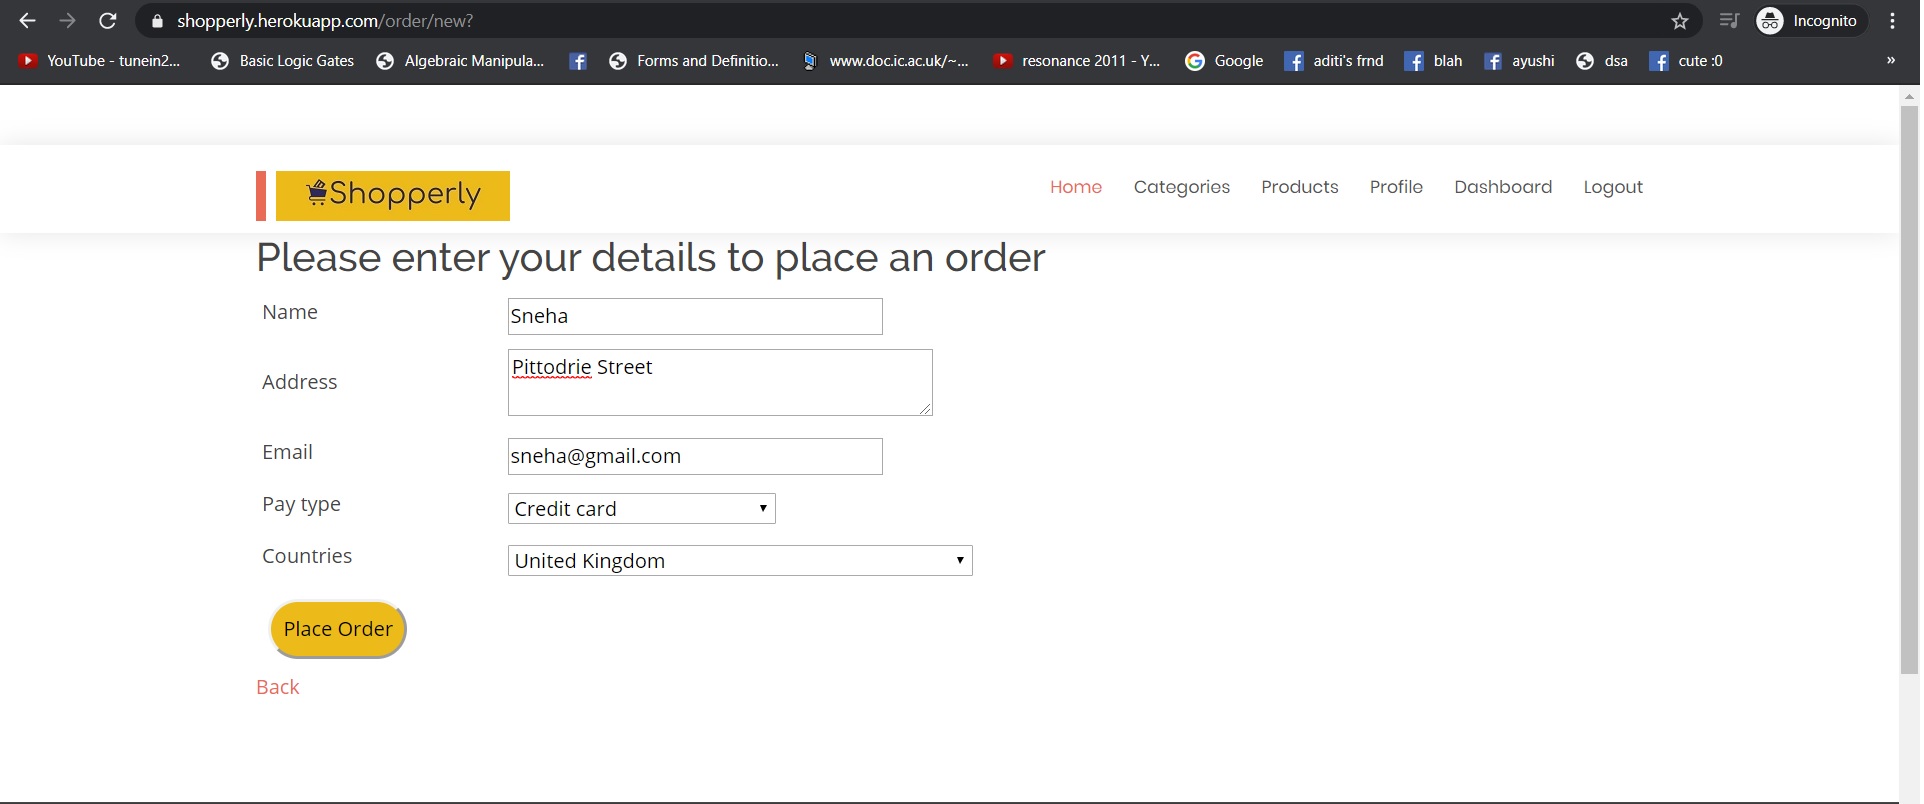 shopperly.herokuapp.com/order/new?
Incognito
YouTube - tunein2... Basic Logic Gates Algebraic Manipula... Forms and Definitio... www.doc.ic.ac.uk/~... resonance 2011 - Y... Google aditi's frnd blah ayushi dsa cute :0 »
Shopperly
Home Categories Products Profile Dashboard Logout
Please enter your details to place an order
Name Sneha
Address Pittodrie Street
Email sneha@gmail.com
Pay type Credit card
Countries United Kingdom
Place Order
Back